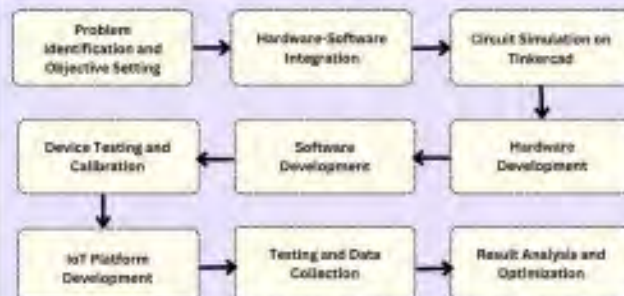 Problem
Identification and
Objective Setting
Hardware-Software
Integration
Circuit Simulation on
Tinkercad
Hardware
Development
Software
Development
Device Testing and
Calibration
IoT Platform
Development
Testing and Data
Collection
Result Analysis and
Optimization